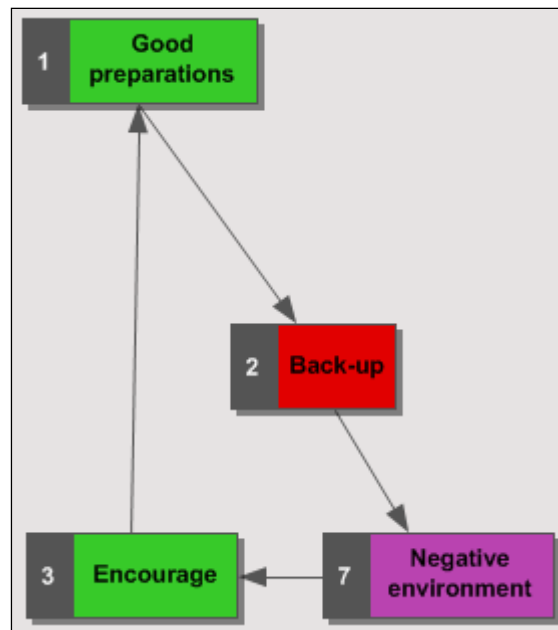 1
Good
preparations
2
Back-up
3
Encourage
7
Negative
environment